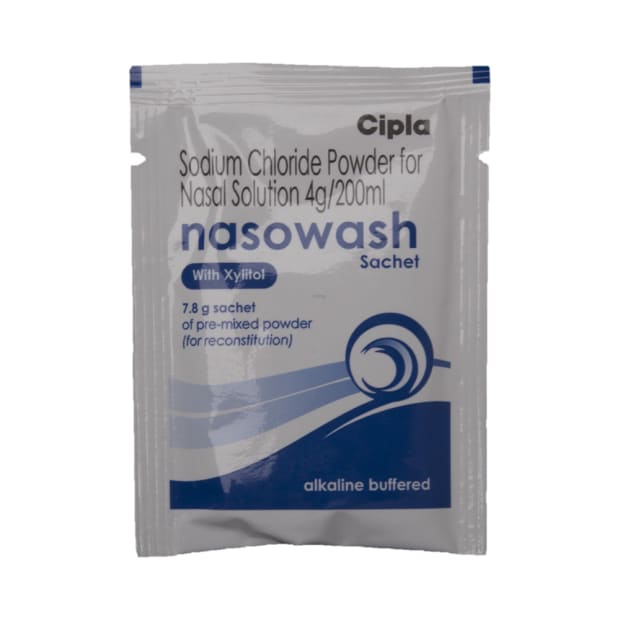 Cipla
Sodium Chloride Powder for
Nasal Solution 4g/200ml
nasowash
Sachet
With Xylitol
7.8 g sachet
of pre-mixed powder
(for reconstitution)
alkaline buffered